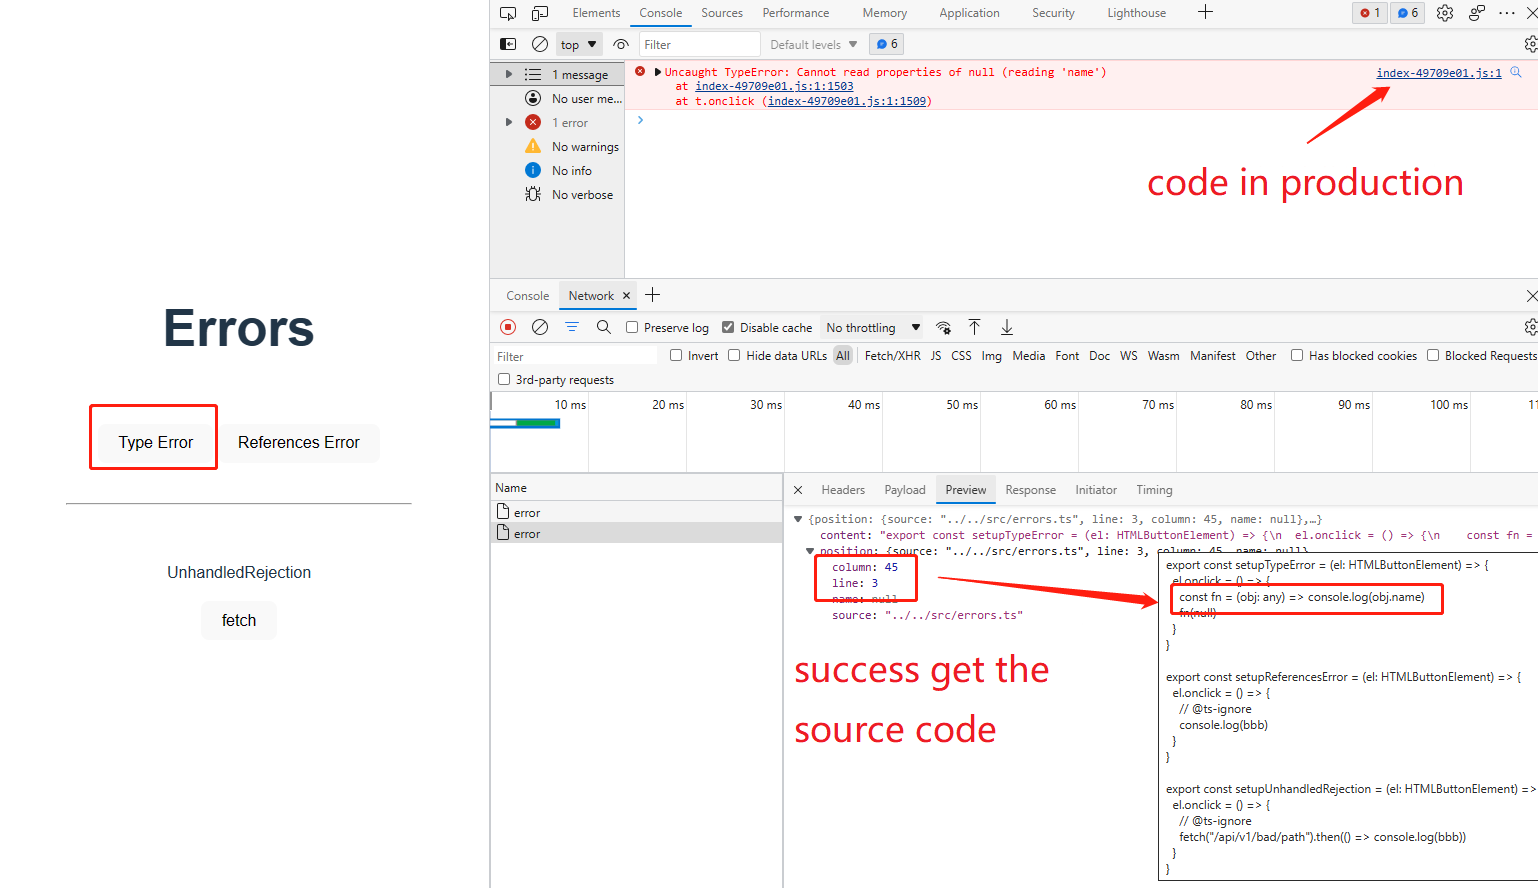 Elements Console Sources Performance Memory Application Security Lighthouse 1 6
top Filter Default levels 6
1 message
No user me...
1 error
No warnings
No info
No verbose
Uncaught TypeError: Cannot read properties of null (reading 'name') index-49709e01.js:1
at index-49709e01.js:1:1503
at t.onclick (index-49709e01.js:1:1509)
code in production
Errors
Type Error References Error
UnhandledRejection
fetch
Console Network
Preserve log Disable cache No throttling
Filter Invert Hide data URLs All Fetch/XHR JS CSS Img Media Font Doc WS Wasm Manifest Other Has blocked cookies Blocked Requests
3rd-party requests
10 ms 20 ms 30 ms 40 ms 50 ms 60 ms 70 ms 80 ms 90 ms 100 ms 11
Name
error
error
Headers Payload Preview Response Initiator Timing
{position: {source: "../../src/errors.ts", line: 3, column: 45, name: null},…}
content: "export const setupTypeError = (el: HTMLButtonElement) => {\n el.onclick = () => {\n const fn =
position: {source: "../../src/errors.ts", line: 3, column: 45, name: null}
column: 45
line: 3
name: null
source: "../../src/errors.ts"
success get the
source code
export const setupTypeError = (el: HTMLButtonElement) => {
el.onclick = () => {
const fn = (obj: any) => console.log(obj.name)
fn(null)
}
}
export const setupReferencesError = (el: HTMLButtonElement) => {
el.onclick = () => {
// @ts-ignore
console.log(bbb)
}
}
export const setupUnhandledRejection = (el: HTMLButtonElement) =>
el.onclick = () => {
// @ts-ignore
fetch("/api/v1/bad/path").then(() => console.log(bbb))
}
}